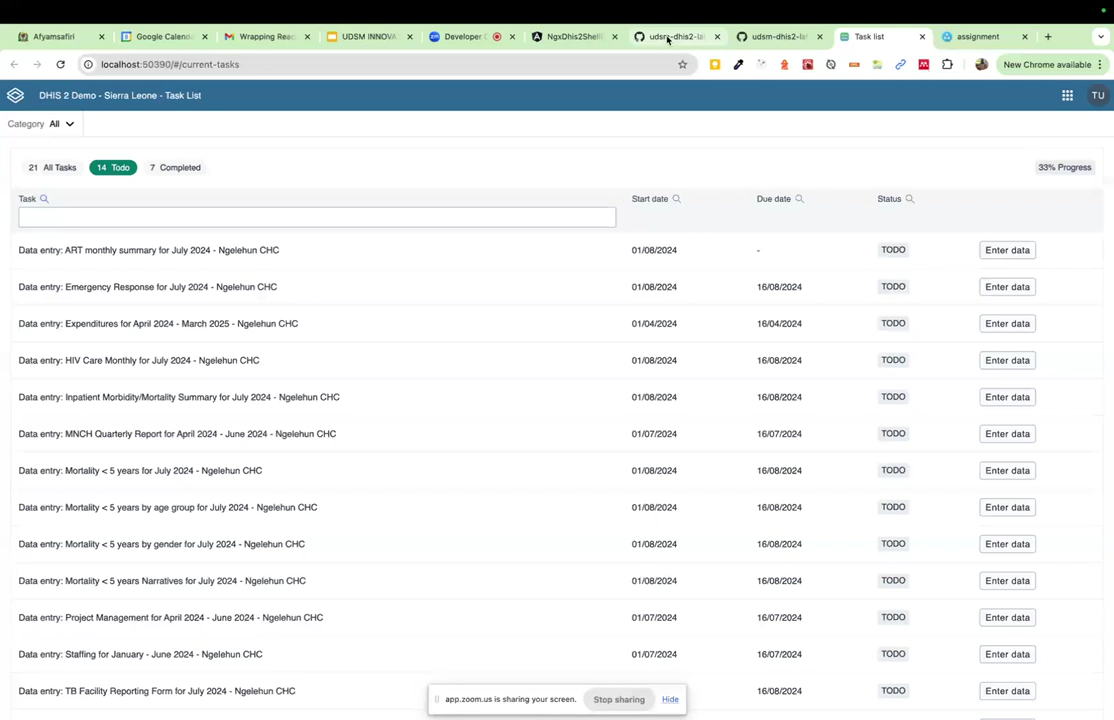 Afyamsafiri
Google Calenda
Wrapping Reac
UDSM INNOVA
Developer C
NgxDhis2Shell
udsm-dhis2-lal
udsm-dhis2-lal
Task list
assignment
localhost:50390/#/current-tasks
New Chrome available
DHIS 2 Demo - Sierra Leone - Task List
TU
Category All
21 All Tasks 14 Todo 7 Completed 33% Progress
Task Start date Due date Status
Data entry: ART monthly summary for July 2024 - Ngelehun CHC 01/08/2024 - TODO Enter data
Data entry: Emergency Response for July 2024 - Ngelehun CHC 01/08/2024 16/08/2024 TODO Enter data
Data entry: Expenditures for April 2024 - March 2025 - Ngelehun CHC 01/04/2024 16/04/2024 TODO Enter data
Data entry: HIV Care Monthly for July 2024 - Ngelehun CHC 01/08/2024 16/08/2024 TODO Enter data
Data entry: Inpatient Morbidity/Mortality Summary for July 2024 - Ngelehun CHC 01/08/2024 16/08/2024 TODO Enter data
Data entry: MNCH Quarterly Report for April 2024 - June 2024 - Ngelehun CHC 01/07/2024 16/07/2024 TODO Enter data
Data entry: Mortality < 5 years for July 2024 - Ngelehun CHC 01/08/2024 16/08/2024 TODO Enter data
Data entry: Mortality < 5 years by age group for July 2024 - Ngelehun CHC 01/08/2024 16/08/2024 TODO Enter data
Data entry: Mortality < 5 years by gender for July 2024 - Ngelehun CHC 01/08/2024 16/08/2024 TODO Enter data
Data entry: Mortality < 5 years Narratives for July 2024 - Ngelehun CHC 01/08/2024 16/08/2024 TODO Enter data
Data entry: Project Management for April 2024 - June 2024 - Ngelehun CHC 01/07/2024 16/07/2024 TODO Enter data
Data entry: Staffing for January - June 2024 - Ngelehun CHC 01/07/2024 16/07/2024 TODO Enter data
Data entry: TB Facility Reporting Form for July 2024 - Ngelehun CHC 16/08/2024 TODO Enter data
app.zoom.us is sharing your screen. Stop sharing Hide